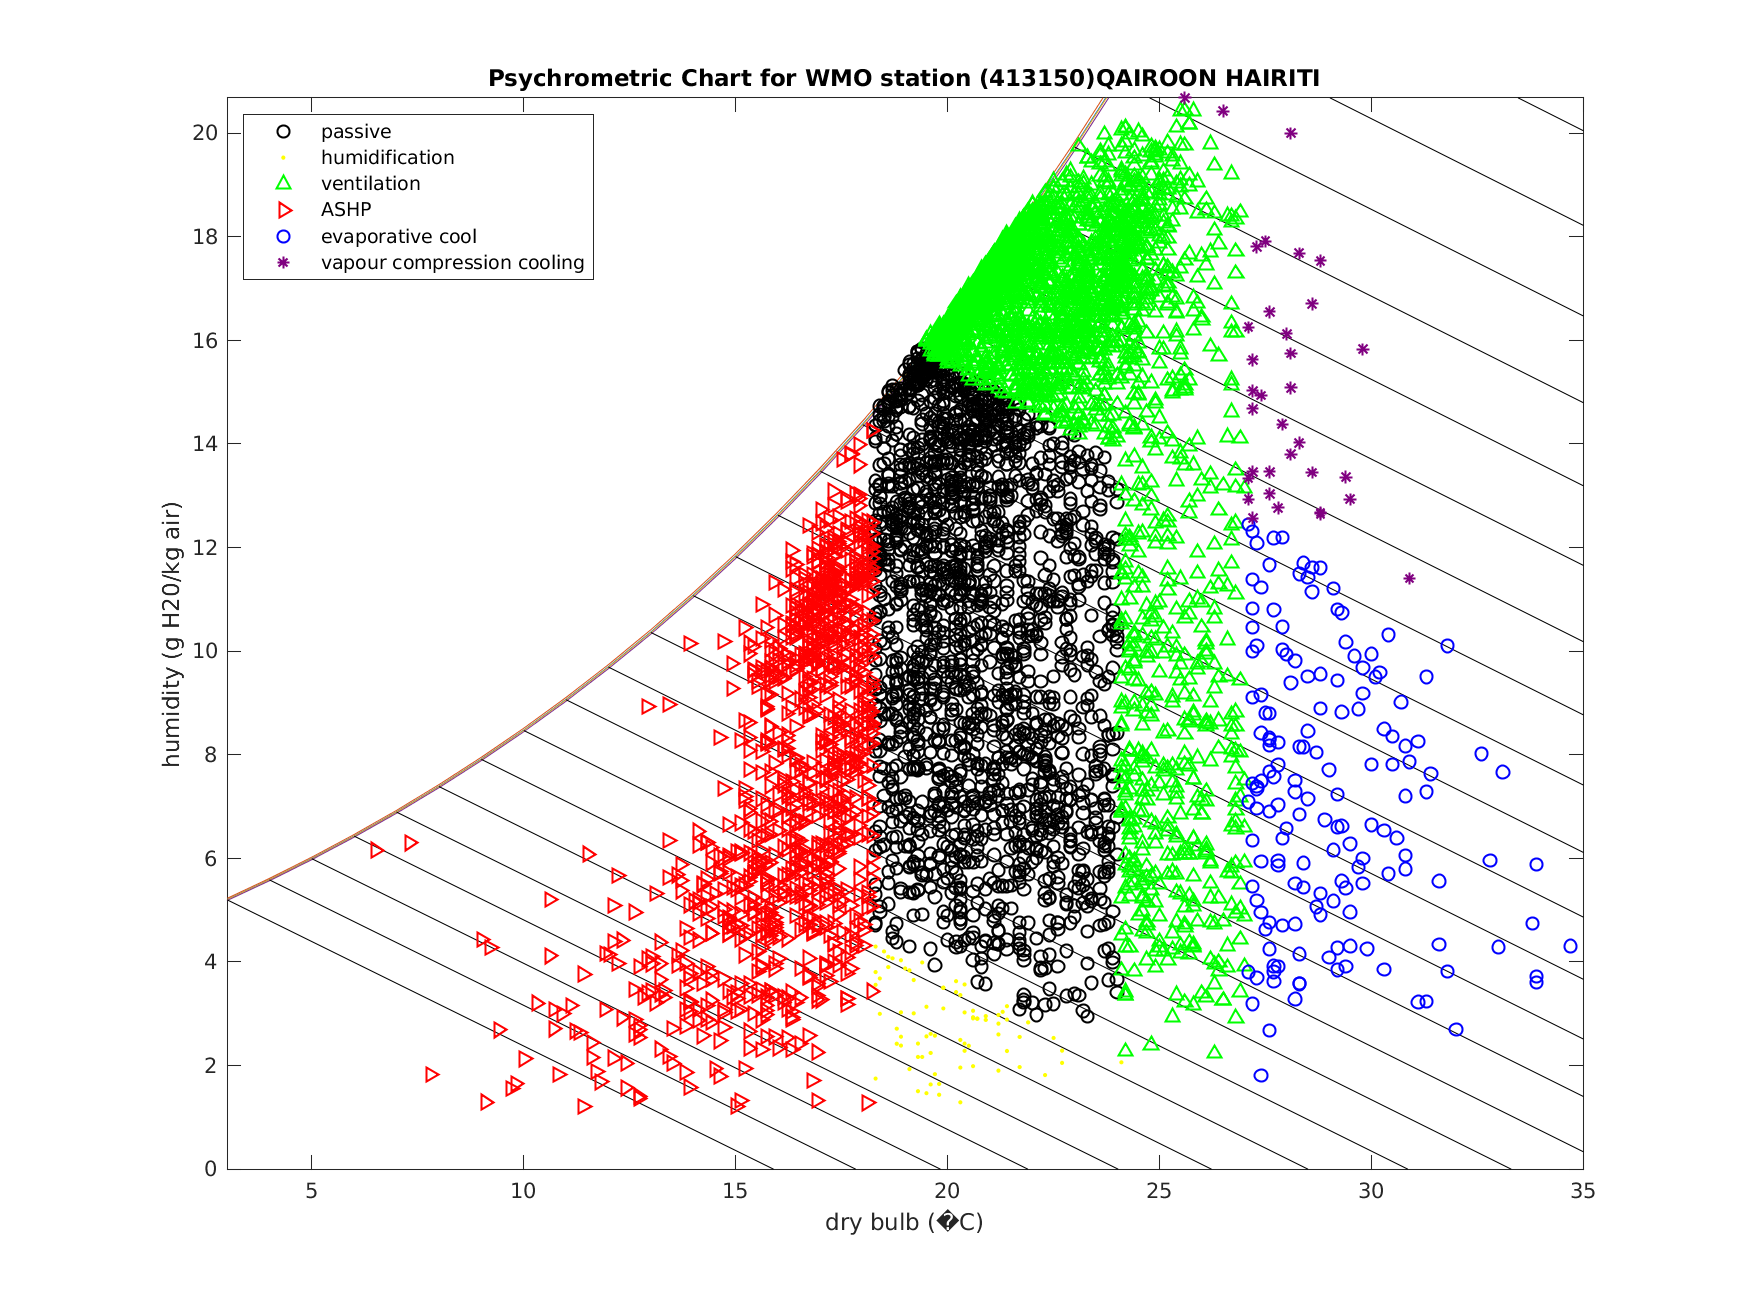 Psychrometric Chart for WMO station (413150)QAIROON HAIRITI
passive
humidification
ventilation
ASHP
evaporative cool
vapour compression cooling
20
18
16
14
12
10
8
6
4
2
0
humidity (g H20/kg air)
5 10 15 20 25 30 35
dry bulb (�C)